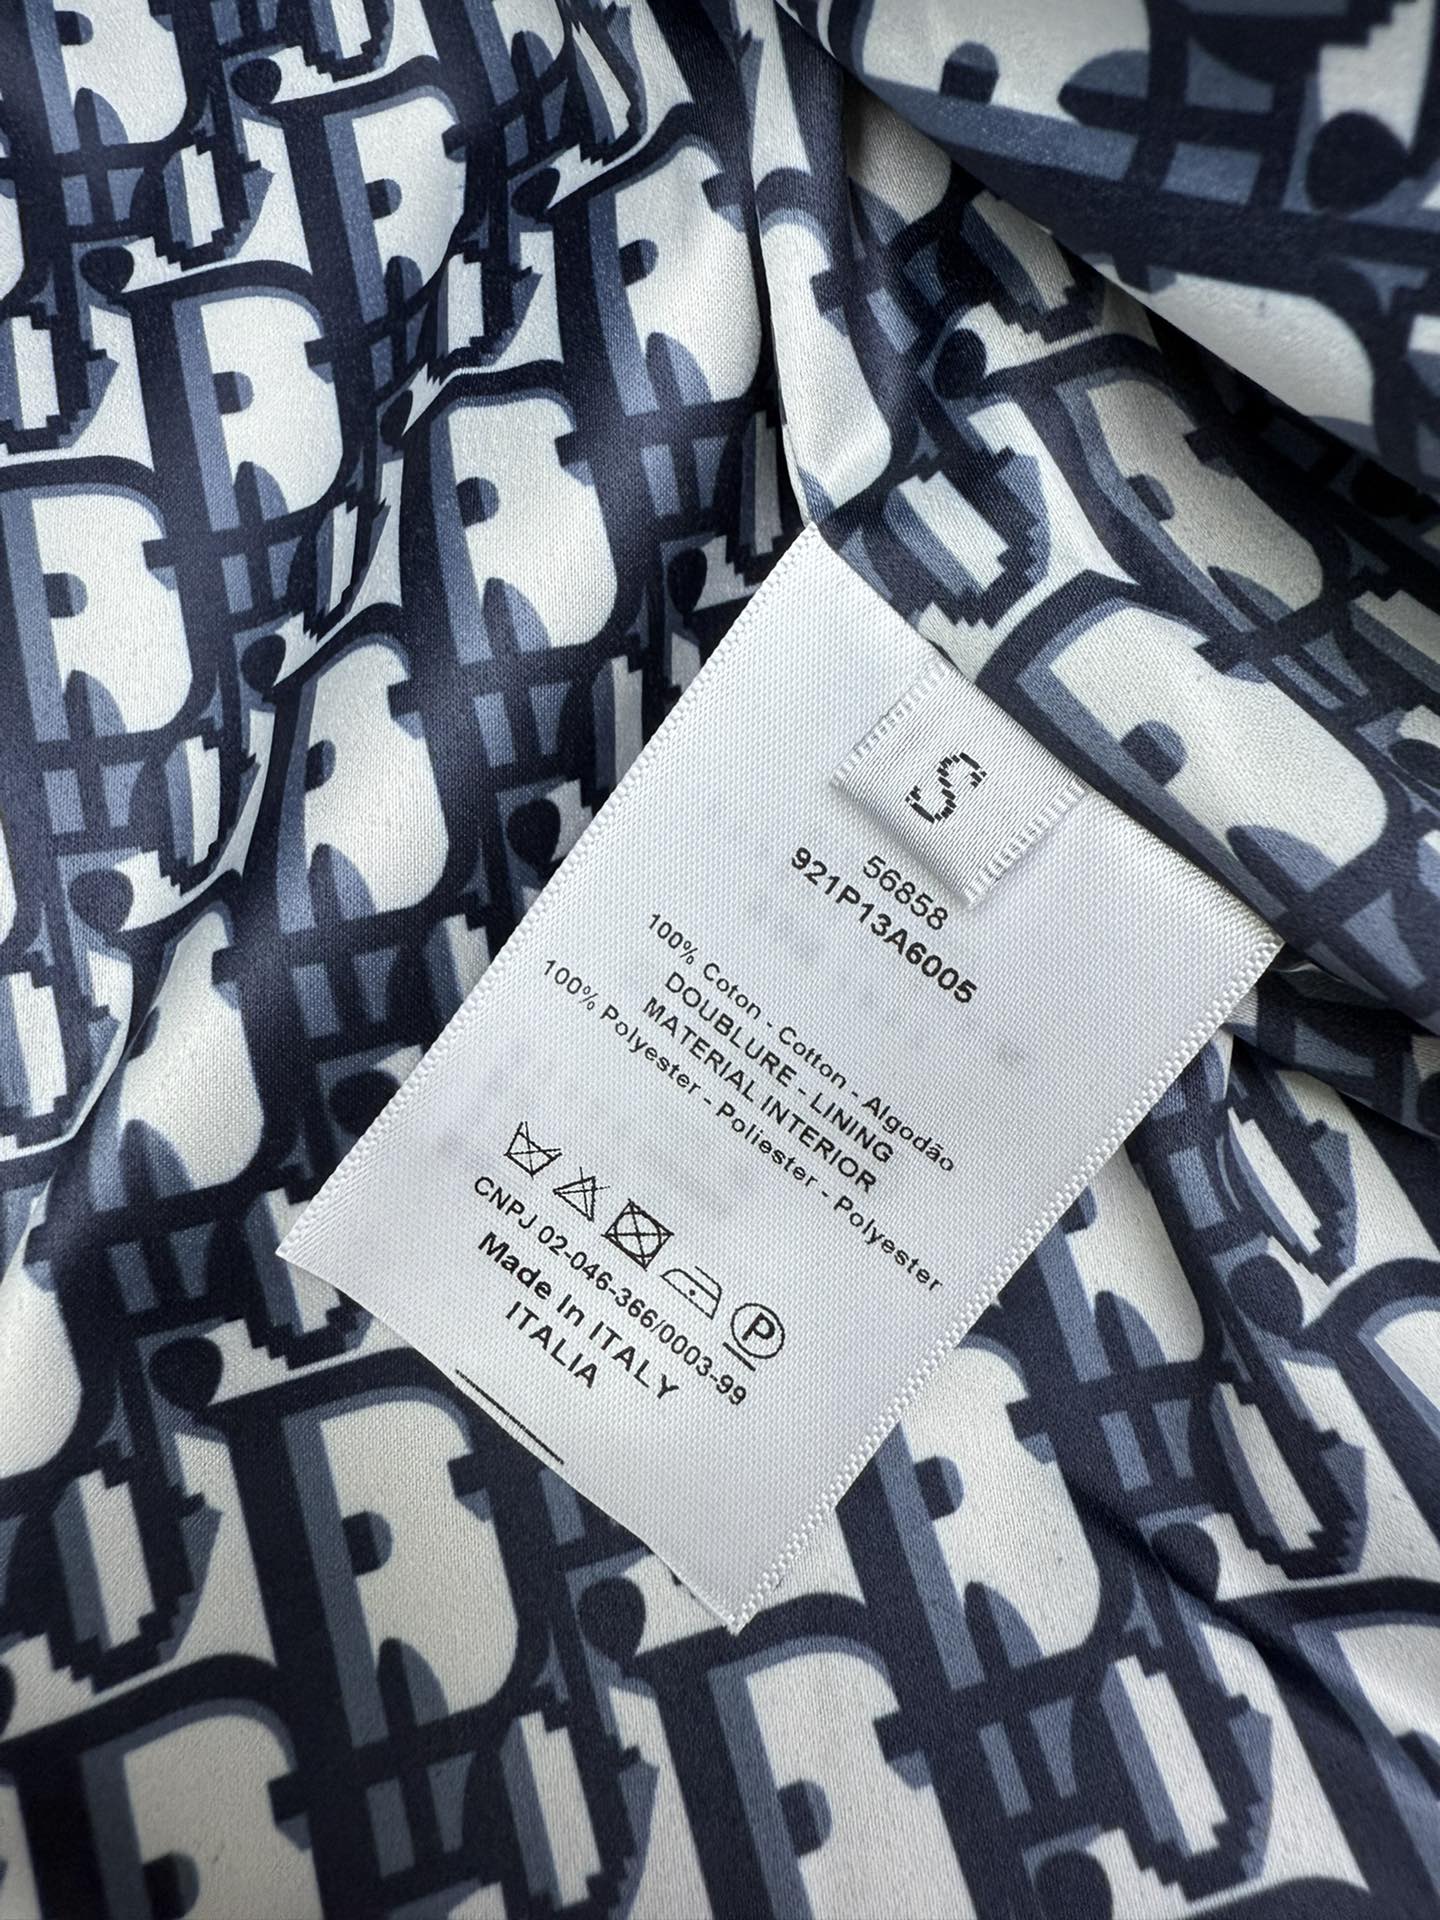 S
56858
921P13A6005
100% Coton - Cotton - Algodão
DOUBLURE - LINING
MATERIAL INTERIOR
100% Polyester - Poliester - Polyester
P
CNPJ 02-046-366/0003-99
Made In ITALY
ITALIA